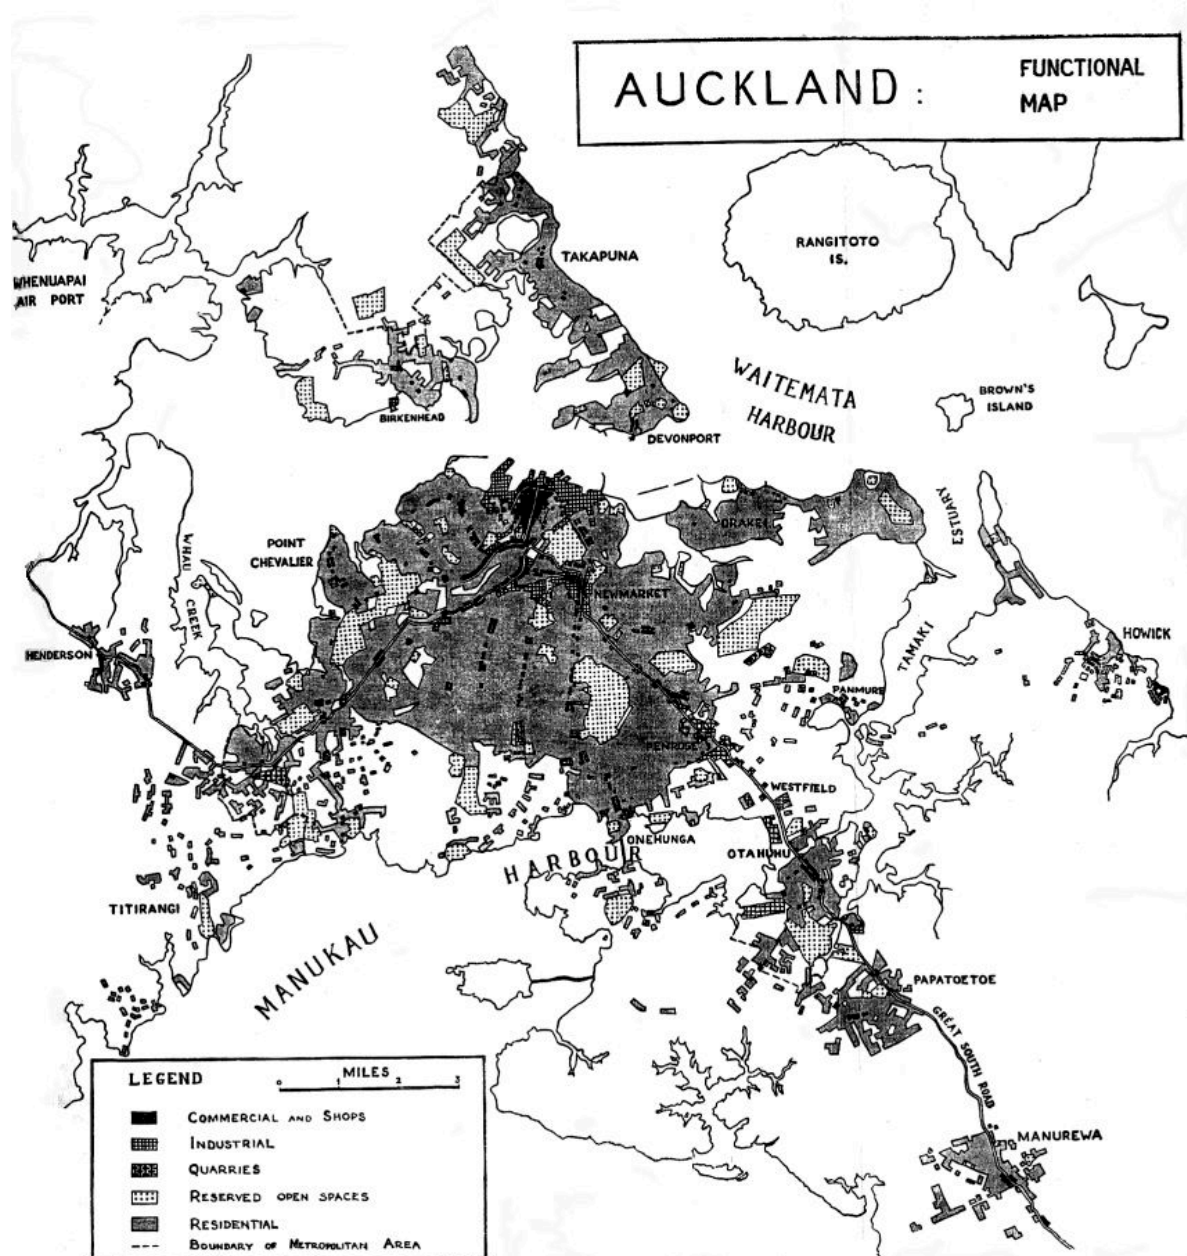 AUCKLAND :
FUNCTIONAL
MAP
RANGITOTO
IS.
TAKAPUNA
WHENUAPAI
AIR PORT
WAITEMATA
HARBOUR
BROWN'S
ISLAND
BIRKENHEAD
DEVONPORT
ORAKEI
ESTUARY
TAMAKI
POINT
CHEVALIER
WHAU
CREEK
NEWMARKET
HENDERSON
HOWICK
PANMURE
PENROSE
WESTFIELD
ONEHUNGA
OTAHUHU
HARBOUR
TITIRANGI
MANUKAU
PAPATOETOE
GREAT SOUTH ROAD
MANUREWA
LEGEND
MILES
0 1 2 3
COMMERCIAL AND SHOPS
INDUSTRIAL
QUARRIES
RESERVED OPEN SPACES
RESIDENTIAL
BOUNDARY OF METROPOLITAN AREA